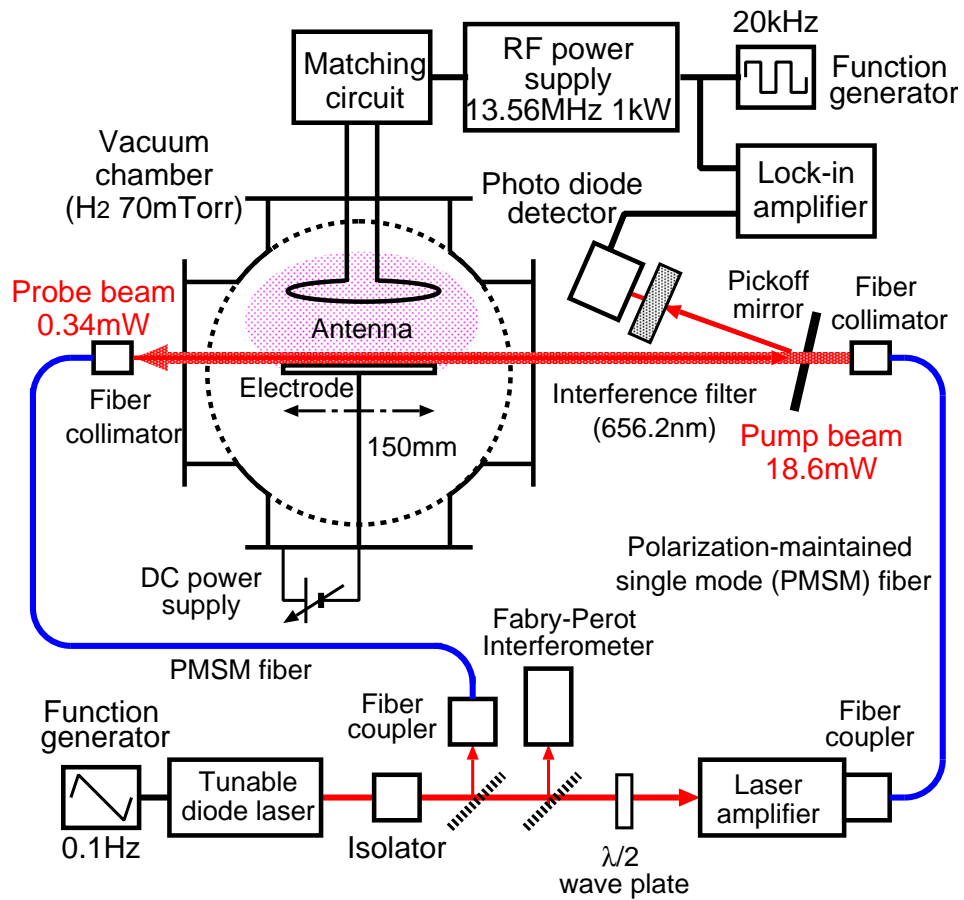 20kHz
Matching
circuit
RF power
supply
13.56MHz 1kW
Function
generator
Vacuum
chamber
(H2 70mTorr)
Photo diode
detector
Lock-in
amplifier
Probe beam
0.34mW
Antenna
Pickoff
mirror
Fiber
collimator
Electrode
Fiber
collimator
150mm
Interference filter
(656.2nm)
Pump beam
18.6mW
DC power
supply
Polarization-maintained
single mode (PMSM) fiber
PMSM fiber
Fabry-Perot
Interferometer
Function
generator
Fiber
coupler
Fiber
coupler
Tunable
diode laser
Laser
amplifier
0.1Hz
Isolator
λ/2
wave plate